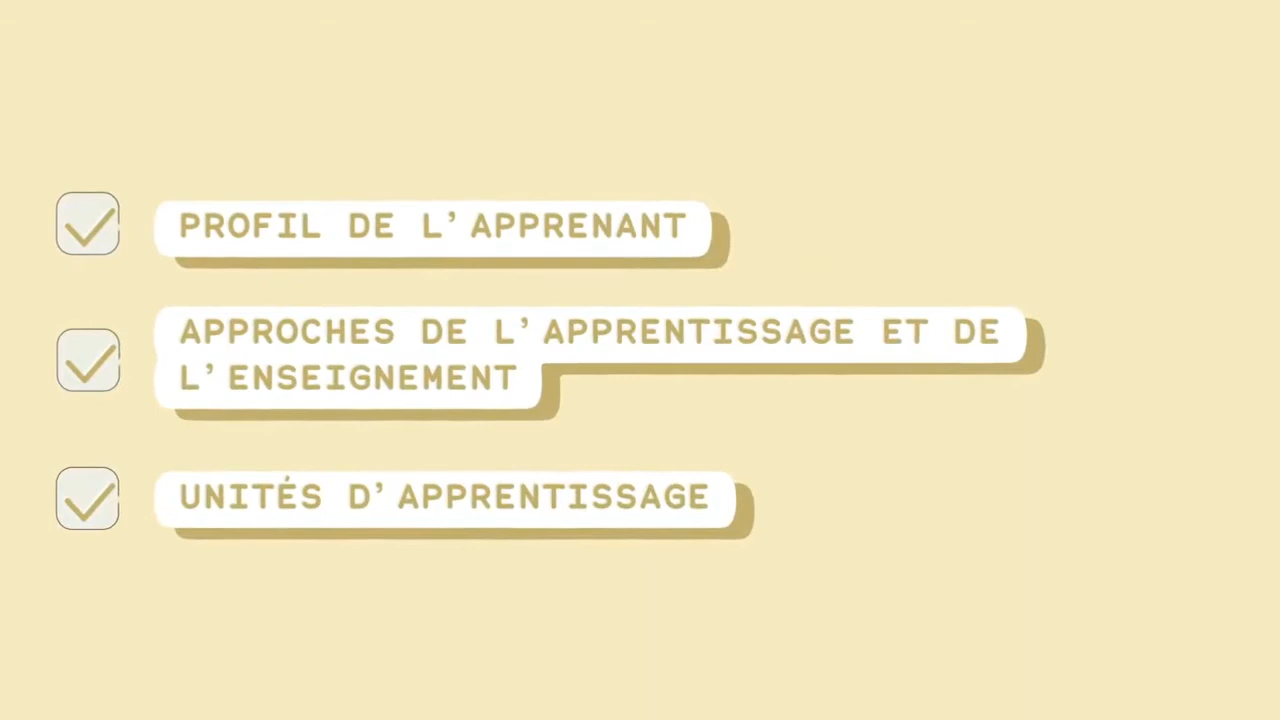 PROFIL DE L'APPRENANT
APPROCHES DE L'APPRENTISSAGE ET DE
L'ENSEIGNEMENT
UNITÉS D'APPRENTISSAGE